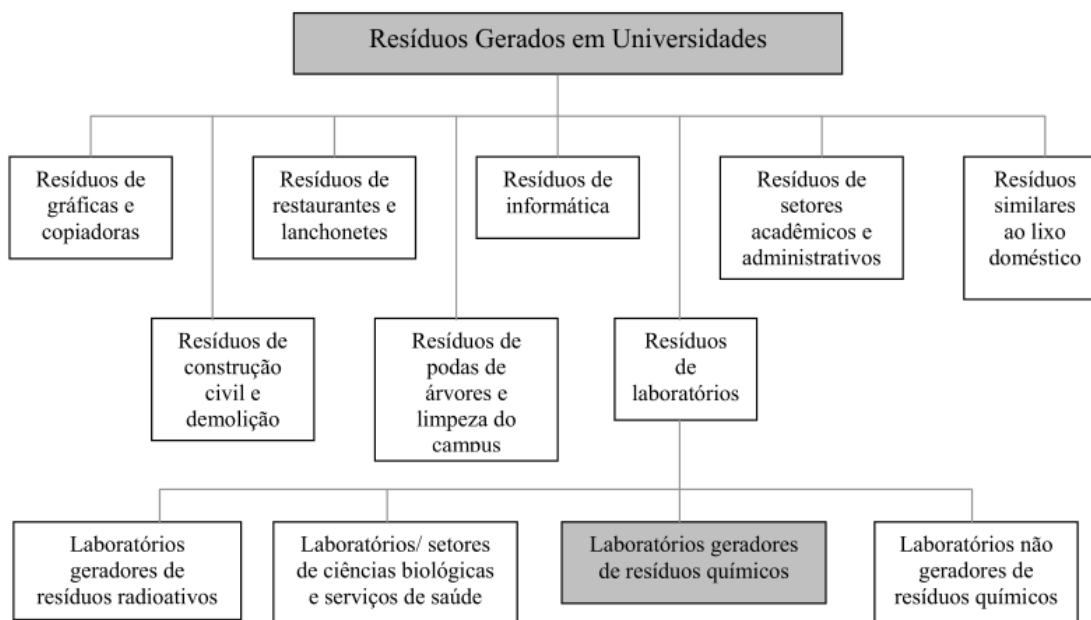 Resíduos Gerados em Universidades
Resíduos de
gráficas e
copiadoras
Resíduos de
restaurantes e
lanchonetes
Resíduos de
informática
Resíduos de
setores
acadêmicos e
administrativos
Resíduos
similares
ao lixo
doméstico
Resíduos de
construção
civil e
demolição
Resíduos de
podas de
árvores e
limpeza do
campus
Resíduos
de
laboratórios
Laboratórios
geradores de
resíduos radioativos
Laboratórios/ setores
de ciências biológicas
e serviços de saúde
Laboratórios geradores
de resíduos químicos
Laboratórios não
geradores de
resíduos químicos